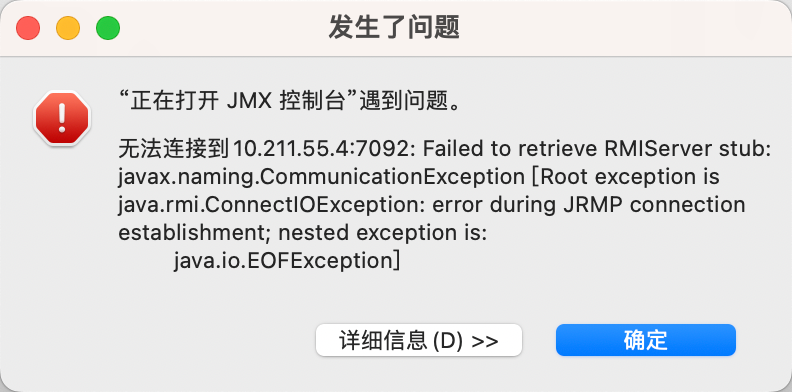 发生了问题
“正在打开 JMX 控制台”遇到问题。
无法连接到10.211.55.4:7092: Failed to retrieve RMIServer stub:
javax.naming.CommunicationException [Root exception is
java.rmi.ConnectIOException: error during JRMP connection
establishment; nested exception is:
java.io.EOFException]
详细信息(D) >>
确定